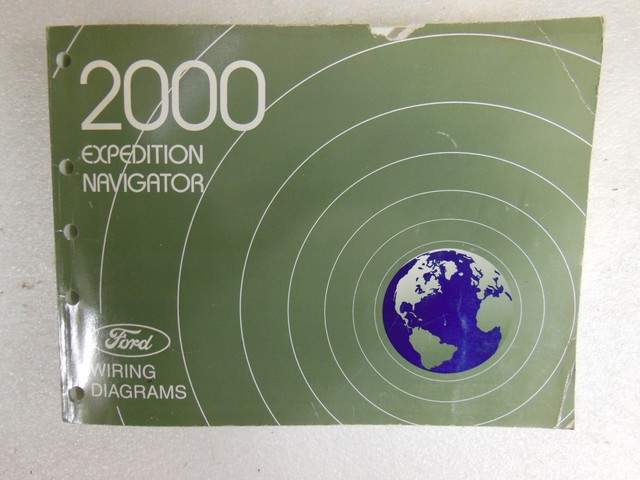 2000
EXPEDITION
NAVIGATOR
Ford
WIRING
DIAGRAMS